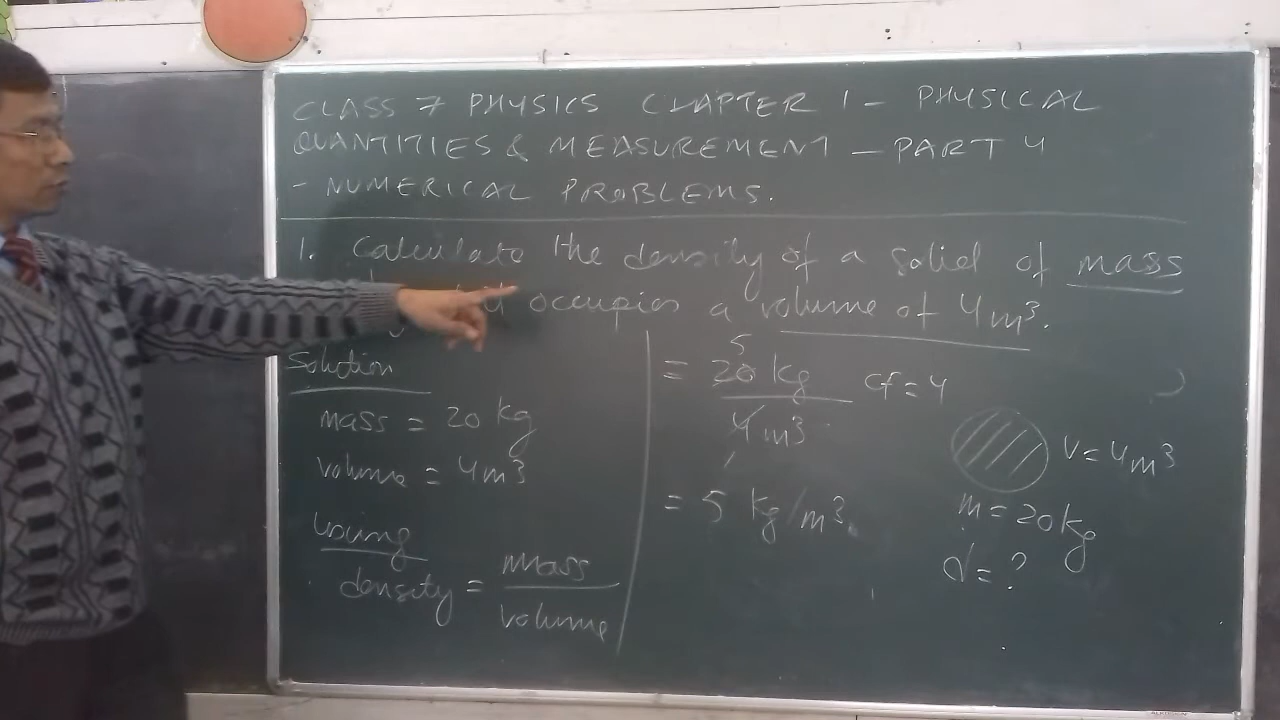 CLASS 7 PHYSICS CHAPTER 1 - PHYSICAL
QUANTITIES & MEASUREMENT - PART 4
- NUMERICAL PROBLEMS.
1. Calculate the density of a solid of mass
occupies a volume of 4m³.
Solution
mass = 20 kg
volume = 4m³
Using
density = mass
volume
5
= 20 kg
4m³
1
cf = 4
= 5 kg/m³.
V = 4m³
m = 20kg
d = ?